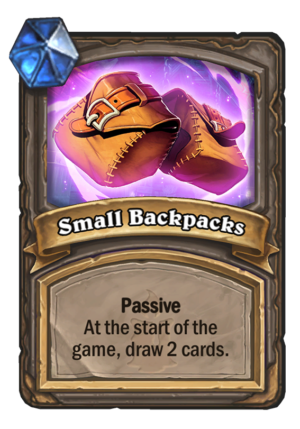 Small Backpacks
Passive
At the start of the
game, draw 2 cards.